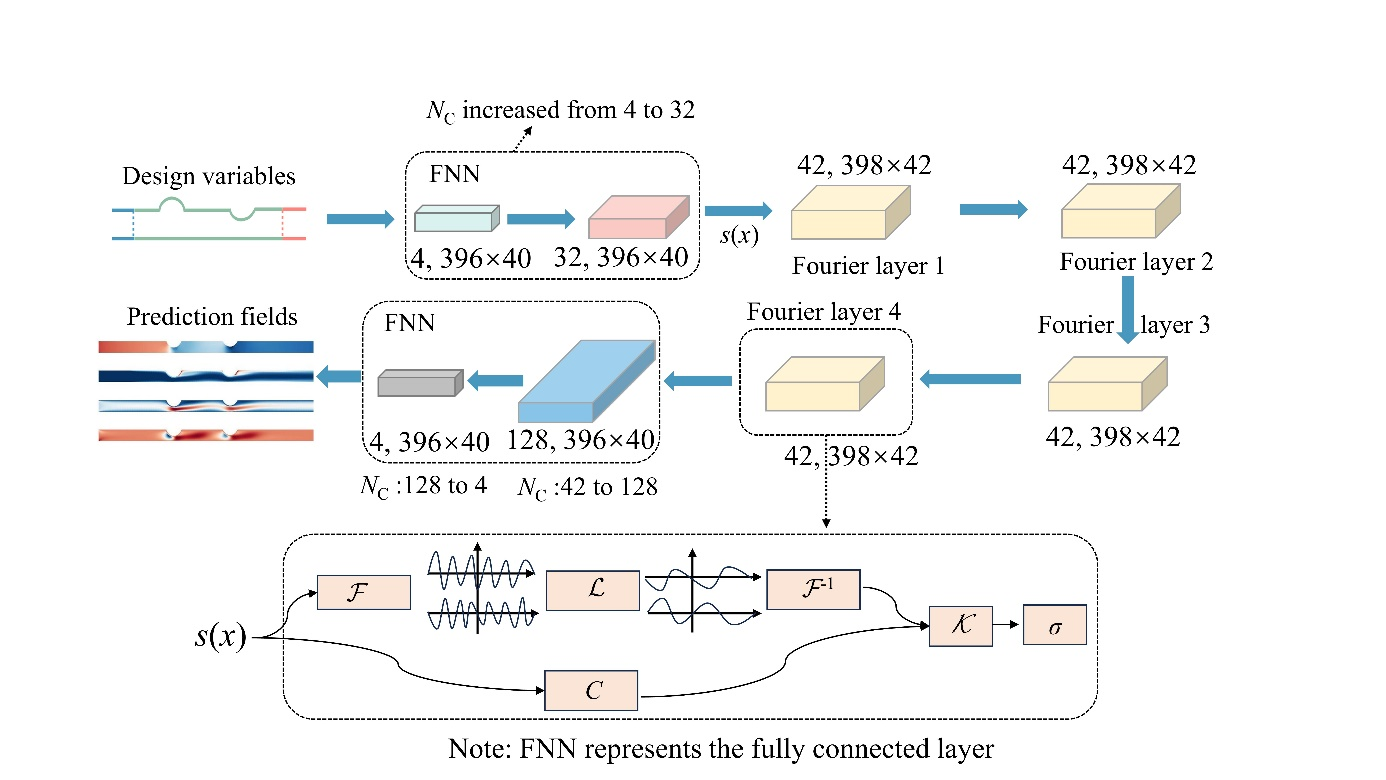 N_C increased from 4 to 32
Design variables
FNN
4, 396×40
32, 396×40
s(x)
42, 398×42
Fourier layer 1
42, 398×42
Fourier layer 2
Prediction fields
FNN
4, 396×40
128, 396×40
N_C :128 to 4
N_C :42 to 128
Fourier layer 4
42, 398×42
Fourier layer 3
42, 398×42
s(x)
ℱ
ℒ
ℱ⁻¹
C
𝒦
σ
Note: FNN represents the fully connected layer